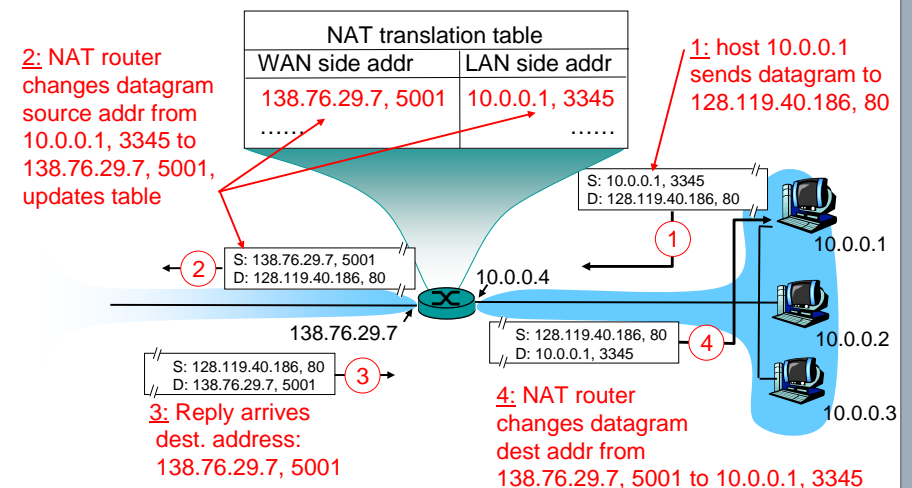 NAT translation table
WAN side addr LAN side addr
138.76.29.7, 5001 10.0.0.1, 3345
…… ……
2: NAT router
changes datagram
source addr from
10.0.0.1, 3345 to
138.76.29.7, 5001,
updates table
1: host 10.0.0.1
sends datagram to
128.119.40.186, 80
S: 10.0.0.1, 3345
D: 128.119.40.186, 80
1
10.0.0.1
S: 138.76.29.7, 5001
D: 128.119.40.186, 80
2
10.0.0.4
138.76.29.7
10.0.0.2
S: 128.119.40.186, 80
D: 10.0.0.1, 3345
4
S: 128.119.40.186, 80
D: 138.76.29.7, 5001
3
10.0.0.3
3: Reply arrives
dest. address:
138.76.29.7, 5001
4: NAT router
changes datagram
dest addr from
138.76.29.7, 5001 to 10.0.0.1, 3345